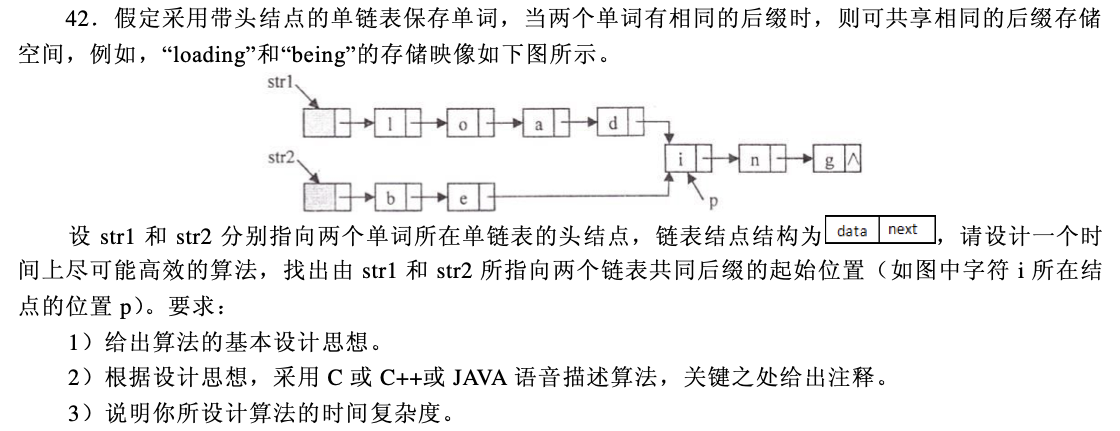 42．假定采用带头结点的单链表保存单词，当两个单词有相同的后缀时，则可共享相同的后缀存储
空间，例如，“loading”和“being”的存储映像如下图所示。
str1
l o a d
str2
i n g ∧
b e
p
设 str1 和 str2 分别指向两个单词所在单链表的头结点，链表结点结构为 data next ，请设计一个时
间上尽可能高效的算法，找出由 str1 和 str2 所指向两个链表共同后缀的起始位置（如图中字符 i 所在结
点的位置 p）。要求：
1）给出算法的基本设计思想。
2）根据设计思想，采用 C 或 C++或 JAVA 语音描述算法，关键之处给出注释。
3）说明你所设计算法的时间复杂度。